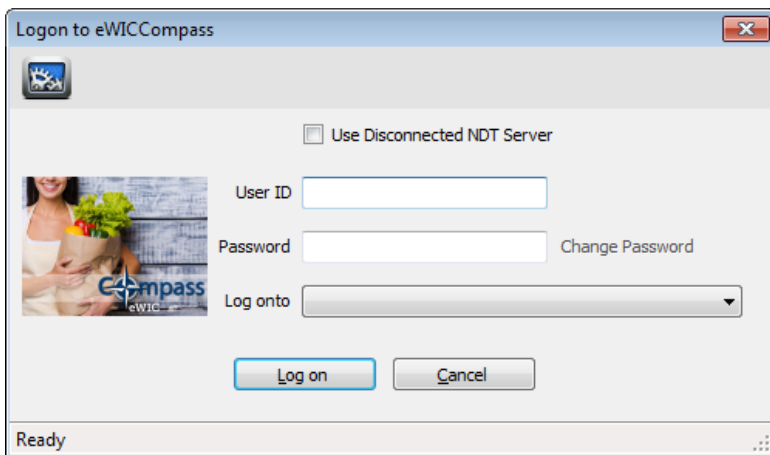 Logon to eWICCompass
Use Disconnected NDT Server
User ID
Password
Change Password
Compass
eWIC
Log onto
Log on
Cancel
Ready